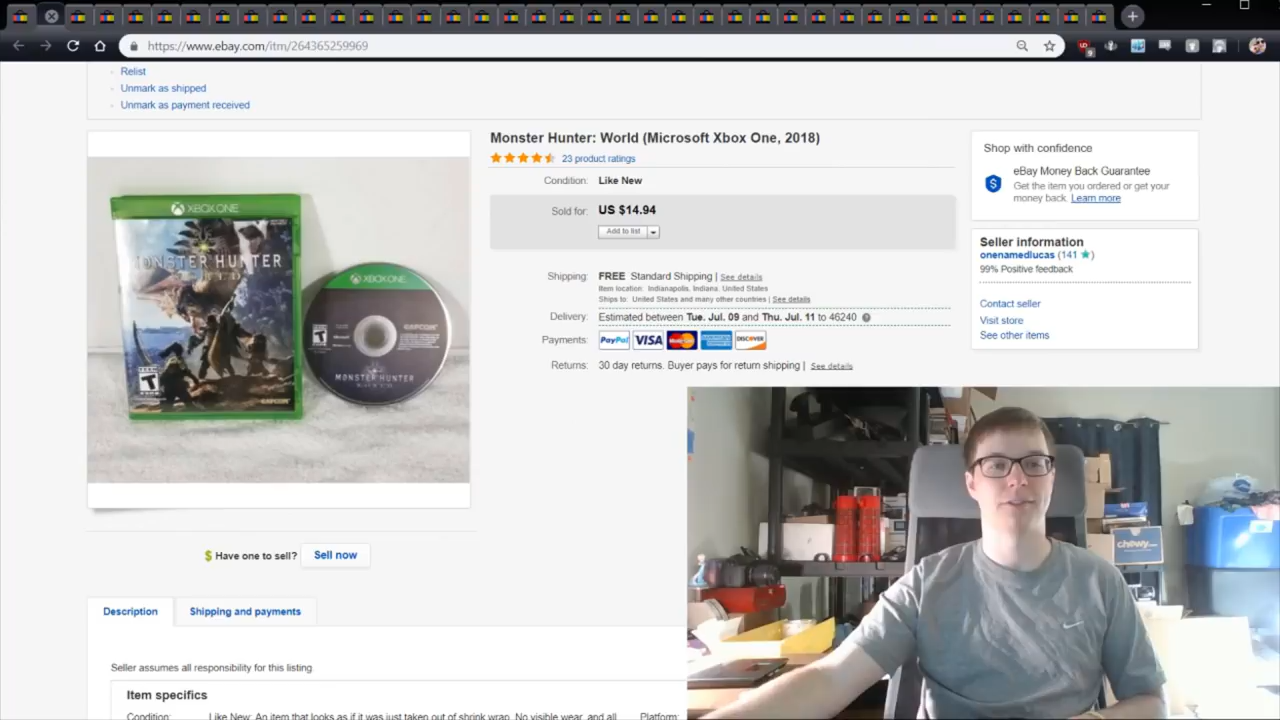 https://www.ebay.com/itm/264365259969
Relist
Unmark as shipped
Unmark as payment received
XBOX ONE
MONSTER HUNTER
WORLD
CAPCOM
XBOX ONE
CAPCOM
MONSTER HUNTER
Monster Hunter: World (Microsoft Xbox One, 2018)
23 product ratings
Condition: Like New
Sold for: US $14.94
Add to list
Shipping: FREE Standard Shipping | See details
Item location: Indianapolis, Indiana, United States
Ships to: United States and many other countries | See details
Delivery: Estimated between Tue. Jul. 09 and Thu. Jul. 11 to 46240
Payments: PayPal VISA MasterCard DISCOVER
Returns: 30 day returns. Buyer pays for return shipping | See details
Shop with confidence
eBay Money Back Guarantee
Get the item you ordered or get your
money back. Learn more
Seller information
onenamedlucas (141 )
99% Positive feedback
Contact seller
Visit store
See other items
$ Have one to sell? Sell now
Description
Shipping and payments
Seller assumes all responsibility for this listing.
Item specifics
Condition: Like New: An item that looks as if it was just taken out of shrink wrap. No visible wear, and all Platform:
chewy